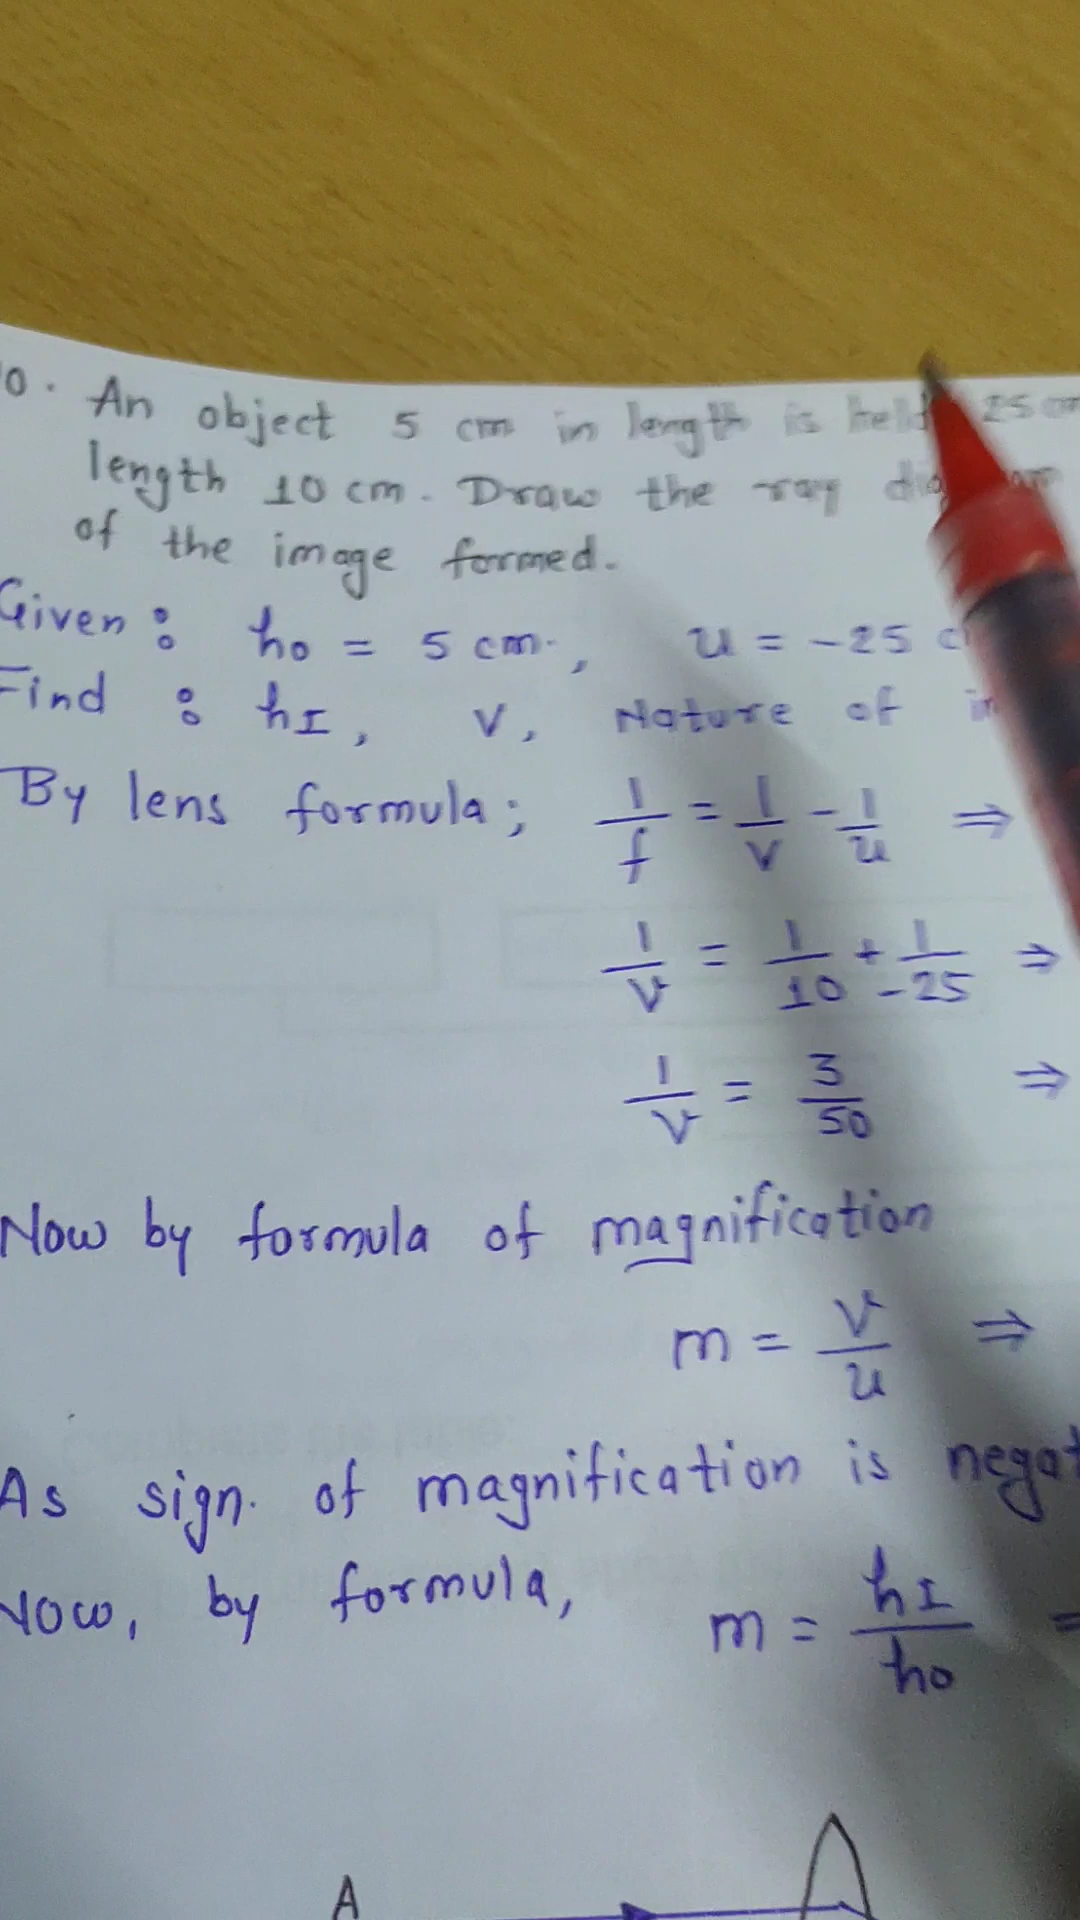 0. An object 5 cm in length is held 25 cm
length 10 cm. Draw the ray
of the image formed.
Given : ho = 5 cm., u = -25
Find : hI, v, Nature of
By lens formula; 1/f = 1/v - 1/u ⇒
1/v = 1/10 + 1/-25 ⇒
1/v = 3/50 ⇒
Now by formula of magnification
m = v/u ⇒
As sign. of magnification is negat
Now, by formula, m = hI/ho =
A